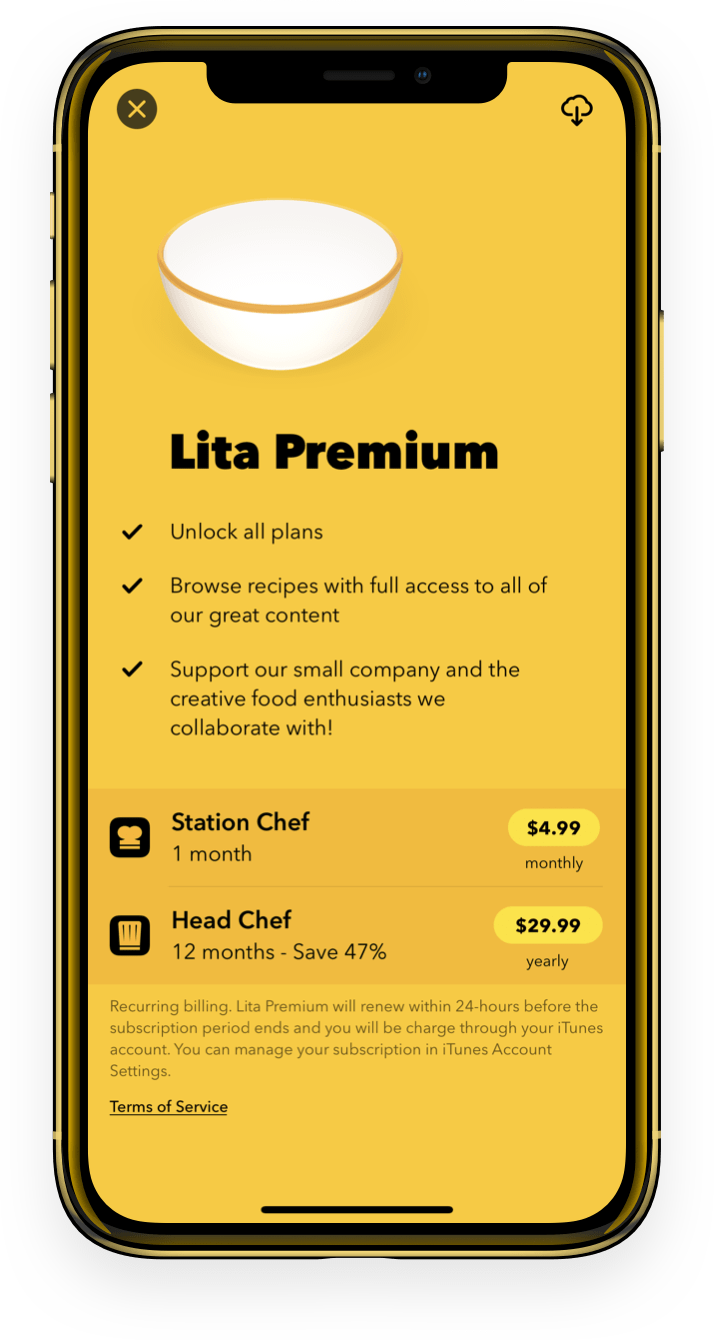 Lita Premium
Unlock all plans
Browse recipes with full access to all of
our great content
Support our small company and the
creative food enthusiasts we
collaborate with!
Station Chef
1 month
$4.99
monthly
Head Chef
12 months - Save 47%
$29.99
yearly
Recurring billing. Lita Premium will renew within 24-hours before the
subscription period ends and you will be charge through your iTunes
account. You can manage your subscription in iTunes Account
Settings.
Terms of Service